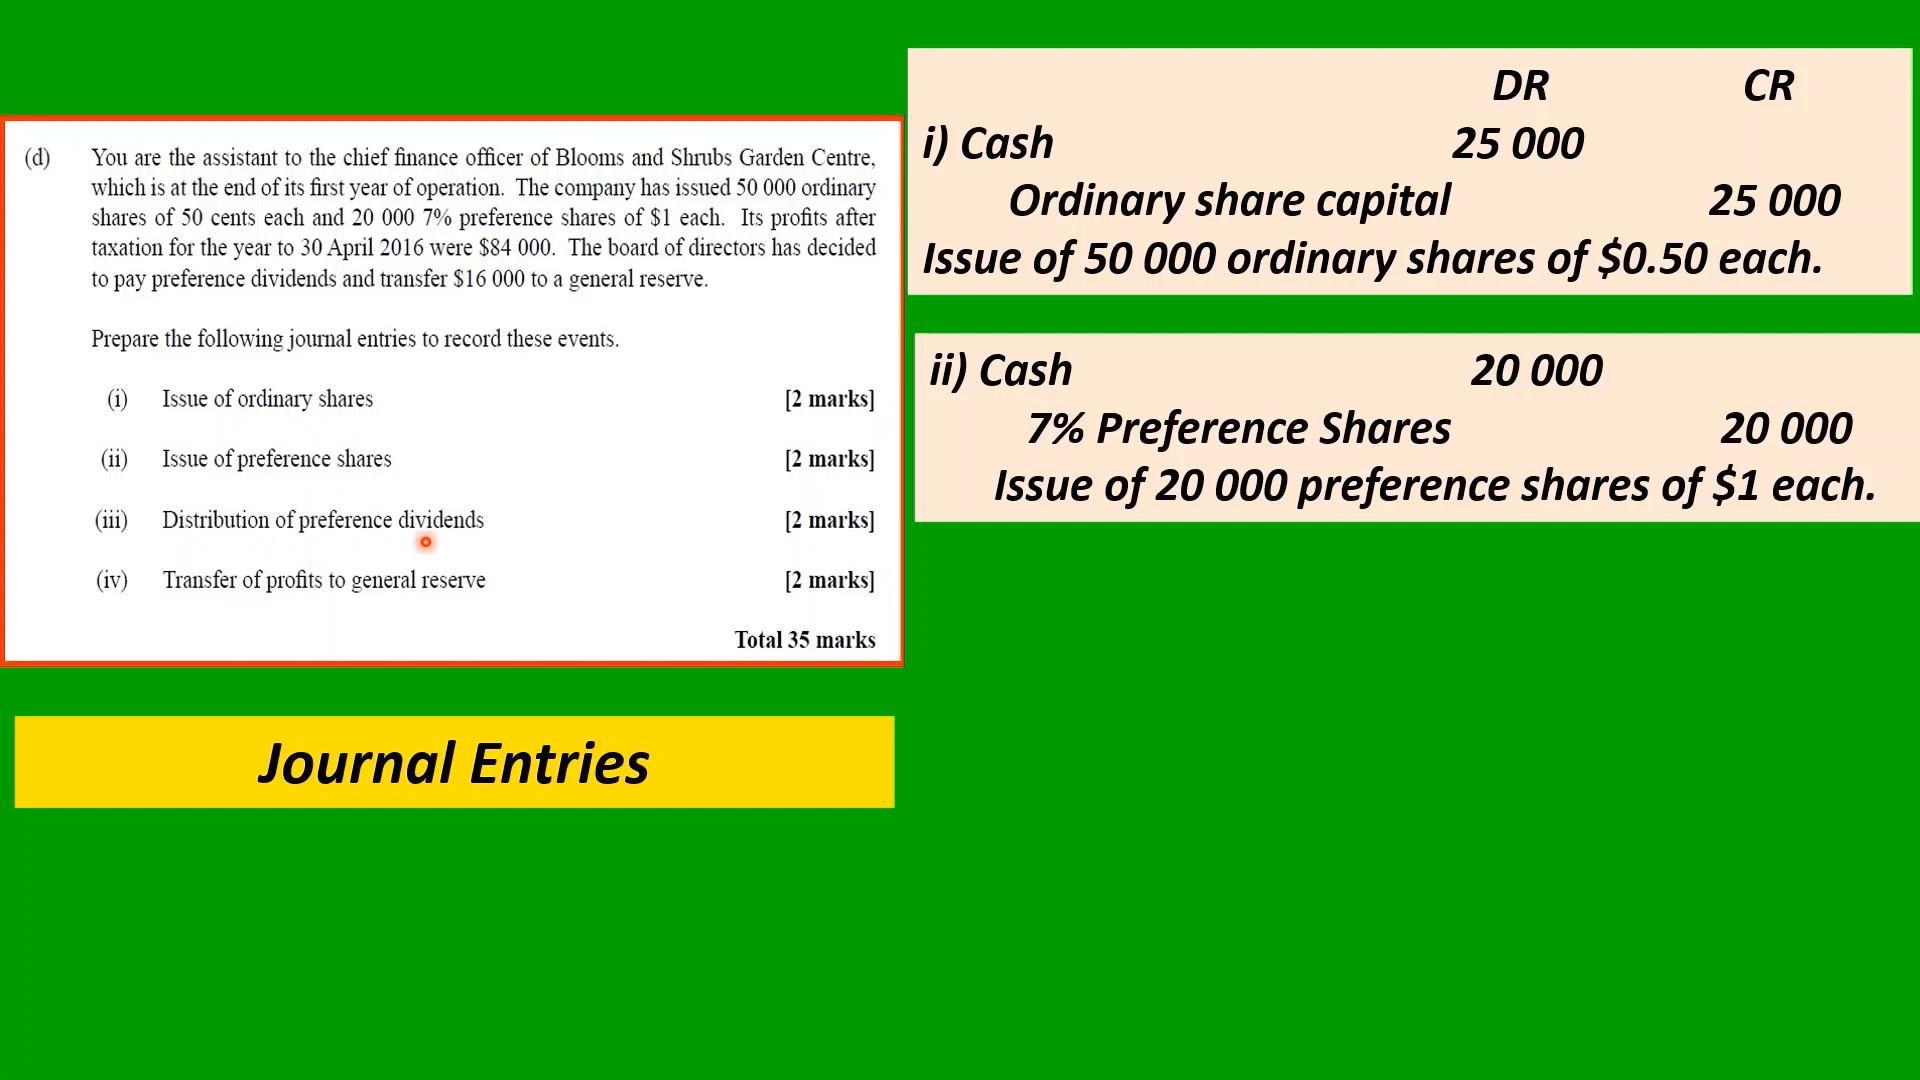 (d) You are the assistant to the chief finance officer of Blooms and Shrubs Garden Centre,
which is at the end of its first year of operation. The company has issued 50 000 ordinary
shares of 50 cents each and 20 000 7% preference shares of $1 each. Its profits after
taxation for the year to 30 April 2016 were $84 000. The board of directors has decided
to pay preference dividends and transfer $16 000 to a general reserve.
Prepare the following journal entries to record these events.
(i) Issue of ordinary shares [2 marks]
(ii) Issue of preference shares [2 marks]
(iii) Distribution of preference dividends [2 marks]
(iv) Transfer of profits to general reserve [2 marks]
Total 35 marks
Journal Entries
DR CR
i) Cash 25 000
Ordinary share capital 25 000
Issue of 50 000 ordinary shares of $0.50 each.
ii) Cash 20 000
7% Preference Shares 20 000
Issue of 20 000 preference shares of $1 each.